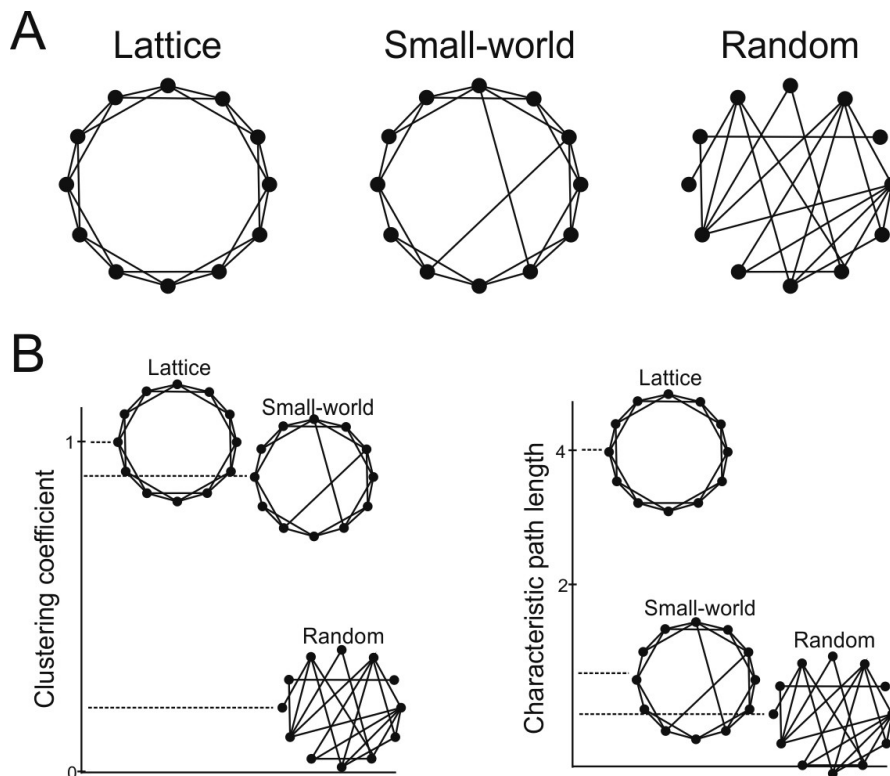 A
Lattice
Small-world
Random
B
Clustering coefficient
1
0
Lattice
Small-world
Random
Characteristic path length
4
2
Lattice
Small-world
Random